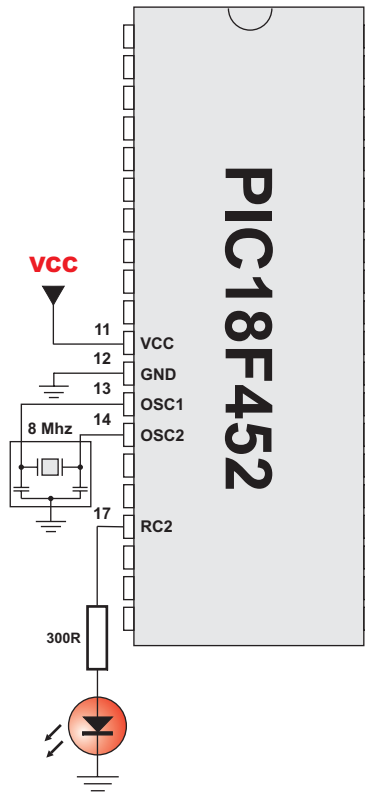 PIC18F452
VCC
11
VCC
12
GND
13
OSC1
14
OSC2
8 Mhz
17
RC2
300R